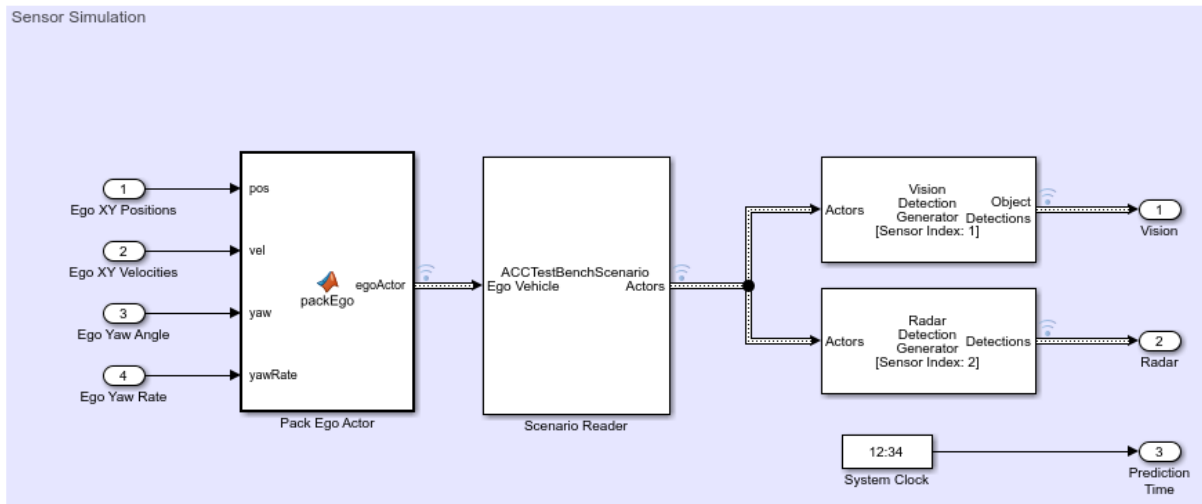 Sensor Simulation
1
Ego XY Positions
2
Ego XY Velocities
3
Ego Yaw Angle
4
Ego Yaw Rate
pos
vel
yaw
yawRate
packEgo
egoActor
Pack Ego Actor
ACCTestBenchScenario
Ego Vehicle
Actors
Scenario Reader
Actors
Vision
Detection
Generator
[Sensor Index: 1]
Object
Detections
1
Vision
Actors
Radar
Detection
Generator
[Sensor Index: 2]
Detections
2
Radar
12:34
System Clock
3
Prediction
Time